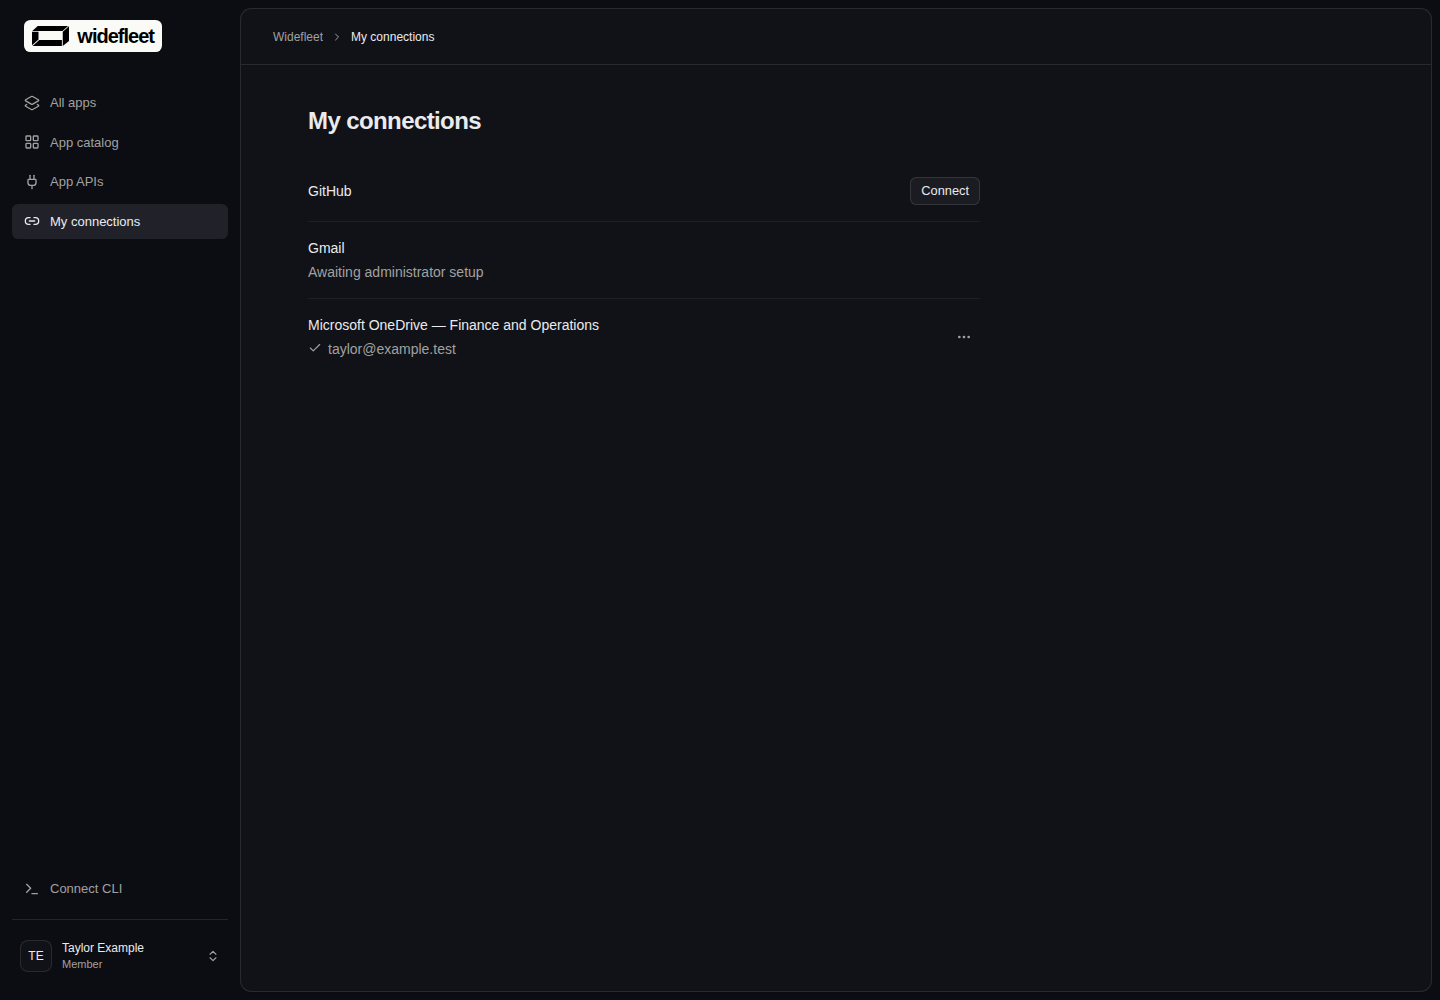 widefleet
All apps
App catalog
App APIs
My connections
Connect CLI
TE
Taylor Example
Member
Widefleet
My connections
My connections
GitHub
Connect
Gmail
Awaiting administrator setup
Microsoft OneDrive — Finance and Operations
taylor@example.test